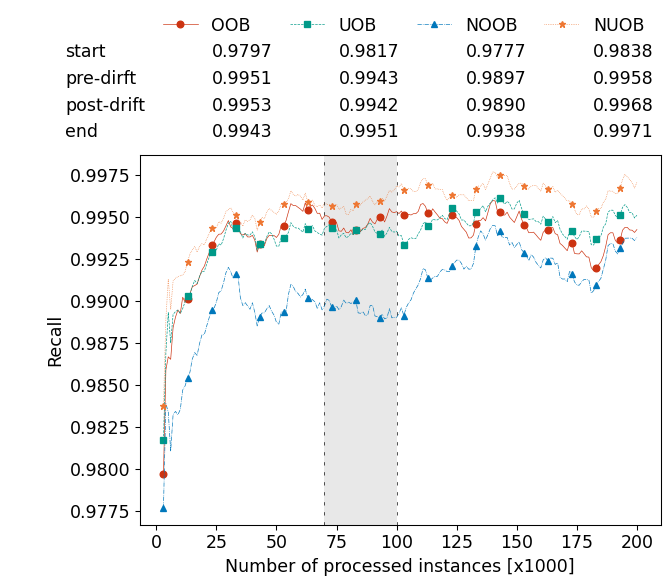 OOB UOB NOOB NUOB
start 0.9797 0.9817 0.9777 0.9838
pre-dirft 0.9951 0.9943 0.9897 0.9958
post-drift 0.9953 0.9942 0.9890 0.9968
end 0.9943 0.9951 0.9938 0.9971
0.9975
0.9950
0.9925
0.9900
0.9875
0.9850
0.9825
0.9800
0.9775
Recall
0 25 50 75 100 125 150 175 200
Number of processed instances [x1000]